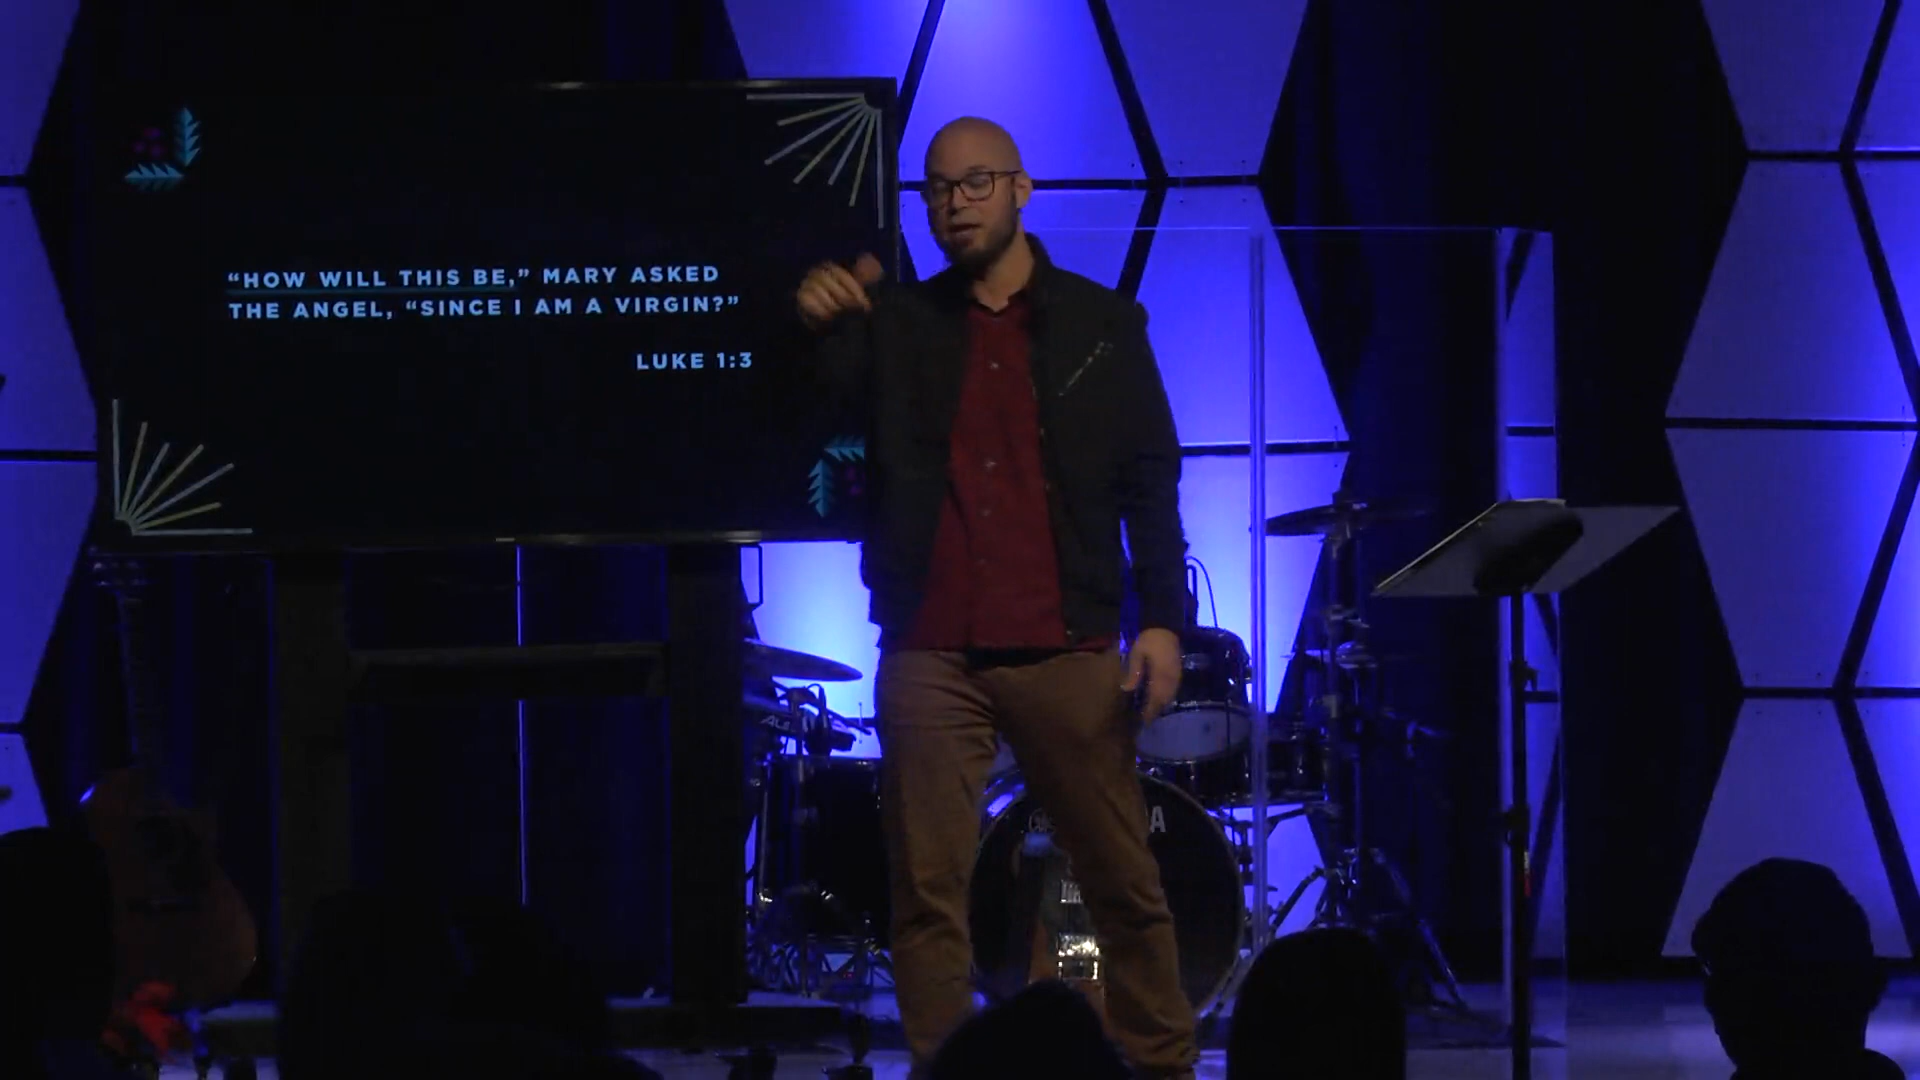 “HOW WILL THIS BE,” MARY ASKED
THE ANGEL, “SINCE I AM A VIRGIN?”
LUKE 1:3